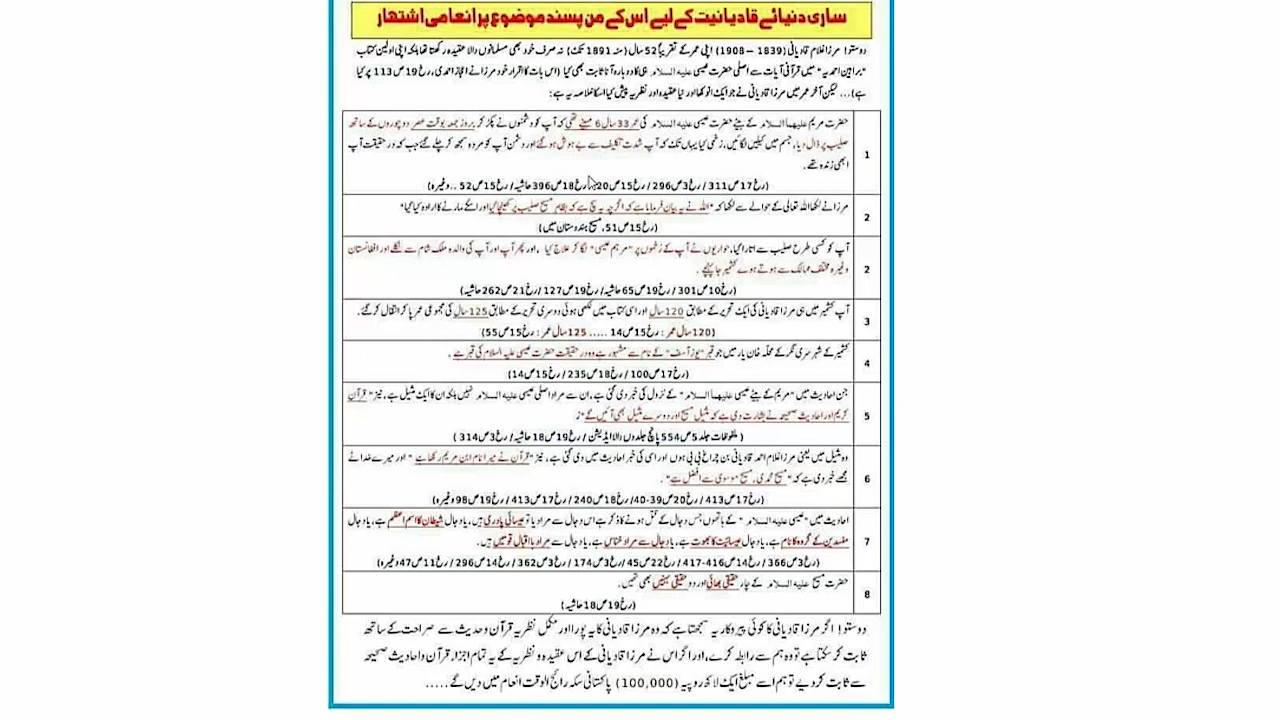 ساری دنیائے قادیانیت کے لیے اس کے من پسند موضوع پر انعامی اشتھار
دوستو! مرزا غلام قادیانی (1839 – 1908) اپنی عمر کے تقریباً 52 سال (سنہ 1891 تک) نہ صرف خود بھی مسلمانوں والا عقیدہ رکھتا تھا بلکہ اپنی اولین کتاب
"براہین احمدیہ" میں قرآنی آیات سے اصلی حضرت عیسیٰ علیہ السلام ہی کا دوبارہ آنا ثابت بھی کیا (اس بات کا اقرار خود مرزا نے اعجاز احمدی، رخ 19 ص 113 پر کیا
ہے)... لیکن آخر عمر میں مرزا قادیانی نے جو ایک انوکھا اور نیا عقیدہ اور نظریہ پیش کیا اسکا خلاصہ یہ ہے:
1
حضرت مریم علیہما السلام کے بیٹے حضرت عیسیٰ علیہ السلام کی عمر 33 سال 6 مہینے تھی کہ آپ کو دشمنوں نے پکڑ کر بروز جمعہ بوقت عصر دو چوروں کے ساتھ
صلیب پر ڈال دیا، جسم میں کیلیں لگائیں، زخمی کیا یہاں تک کہ آپ شدت تکلیف سے بے ہوش ہو گئے اور دشمن آپ کو مردہ سمجھ کر چلے گئے جب کہ در حقیقت آپ
ابھی زندہ تھے۔
(رخ 17 ص 311 / رخ 3 ص 296 / رخ 15 ص 20 / رخ 18 ص 396 حاشیہ / رخ 15 ص 52 .. وغیرہ)
2
مرزا نے لکھا اللہ تعالی کے حوالے سے لکھا کہ "اللہ نے یہ بیان فرمایا ہے کہ اگرچہ یہ سچ ہے کہ بظاہر مسیح صلیب پر کھینچا گیا اور اسکے مارنے کا ارادہ کیا گیا"
(رخ 15 ص 51، مسیح ہندوستان میں)
2
آپ کو کسی طرح صلیب سے اتارا گیا، حواریوں نے آپ کے زخموں پر "مرہم عیسیٰ" لگا کر علاج کیا ، اور پھر آپ اور آپ کی والدہ ملک شام سے نکلے اور افغانستان
وغیرہ مختلف ممالک سے ہوتے ہوے کشمیر جا پہنچے ۔
(رخ 10 ص 301 / رخ 19 ص 65 حاشیہ / رخ 19 ص 127 / رخ 21 ص 262 حاشیہ)
3
آپ کشمیر میں ہی مرزا قادیانی کی ایک تحریر کے مطابق 120 سال اور اسی کتاب میں لکھی ہوئی دوسری تحریر کے مطابق 125 سال کی مجموعی عمر پا کر انتقال کر گئے۔
(120 سال عمر : رخ 15 ص 14 ..... 125 سال عمر : رخ 15 ص 55)
4
کشمیر کے شہر سری نگر کے محلہ خان یار میں جو قبر "یوز آسف" کے نام سے مشہور ہے وہ در حقیقت حضرت عیسیٰ علیہ السلام کی قبر ہے ۔
(رخ 17 ص 100 / رخ 18 ص 235 / رخ 15 ص 14)
5
جن احادیث میں "مریم کے بیٹے عیسیٰ علیہما السلام" کے نزول کی خبر دی گئی ہے، ان سے مراد اصلی عیسیٰ علیہ السلام نہیں بلکہ ان کا ایک مثیل ہے، نیز "قرآن
کریم اور احادیث صحیحہ نے بشارت دی ہے کہ مثیل مسیح اور دوسرے مثیل بھی آئیں گے"
( ملفوظات جلد 5 ص 554 پانچ جلدوں والا ایڈیشن / رخ 19 ص 18 حاشیہ / رخ 3 ص 314 )
6
وہ مثیل میں یعنی مرزا غلام احمد قادیانی بن چراغ بی بی ہوں اور اسی کی خبر احادیث میں دی گئی ہے ، نیز "قرآن نے میرا نام ابن مریم رکھا ہے" اور میرے خدا نے
مجھے خبر دی ہے کہ "مسیح محمدی، مسیح موسوی سے افضل ہے" ۔
(رخ 17 ص 413 / رخ 20 ص 39-40 / رخ 18 ص 240 / رخ 17 ص 413 / رخ 19 ص 98 وغیرہ)
7
احادیث میں "عیسیٰ علیہ السلام" کے ہاتھوں جس دجال کے قتل ہونے کا ذکر ہے اس دجال سے مراد یا تو عیسائی پادری ہیں، یا دجال شیطان کا اسم اعظم ہے، یا دجال
مفسدین کے گروہ کا نام ہے، یا دجال عیسائیت کا بھوت ہے، یا دجال سے مراد خناس ہے، یا دجال سے مراد با اقبال قومیں ہیں ۔
(رخ 3 ص 366 / رخ 14 ص 416-417 / رخ 22 ص 45 / رخ 3 ص 174 / رخ 3 ص 362 / رخ 14 ص 296 / رخ 11 ص 47 وغیرہ)
8
حضرت مسیح علیہ السلام کے چار حقیقی بھائی اور دو حقیقی بہنیں بھی تھیں ۔
(رخ 19 ص 18 حاشیہ)
دوستو! اگر مرزا قادیانی کا کوئی پیروکار یہ سمجھتا ہے کہ وہ مرزا قادیانی کا یہ پورا اور مکمل نظریہ قرآن و حدیث سے صراحت کے ساتھ
ثابت کر سکتا ہے تو وہ ہم سے رابطہ کرے، اور اگر اس نے مرزا قادیانی کے اس عقیدہ و نظریہ کے یہ تمام اجزاء قرآن و احادیث صحیحہ
سے ثابت کر دیے تو ہم اسے مبلغ ایک لاکھ روپیہ (100,000) پاکستانی سکہ رائج الوقت انعام میں دیں گے.....